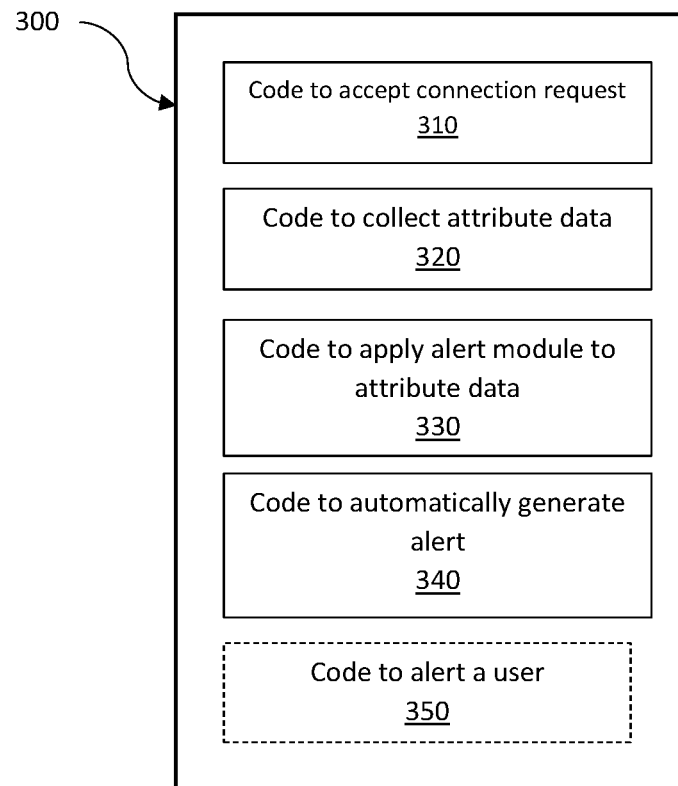 300
Code to accept connection request
310
Code to collect attribute data
320
Code to apply alert module to
attribute data
330
Code to automatically generate
alert
340
Code to alert a user
350